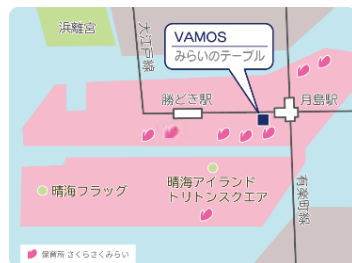 浜離宮
大江戸線
VAMOS
みらいのテーブル
勝どき駅
月島駅
晴海アイランド
トリトンスクエア
晴海フラッグ
有楽町線
保育所 さくらさくみらい